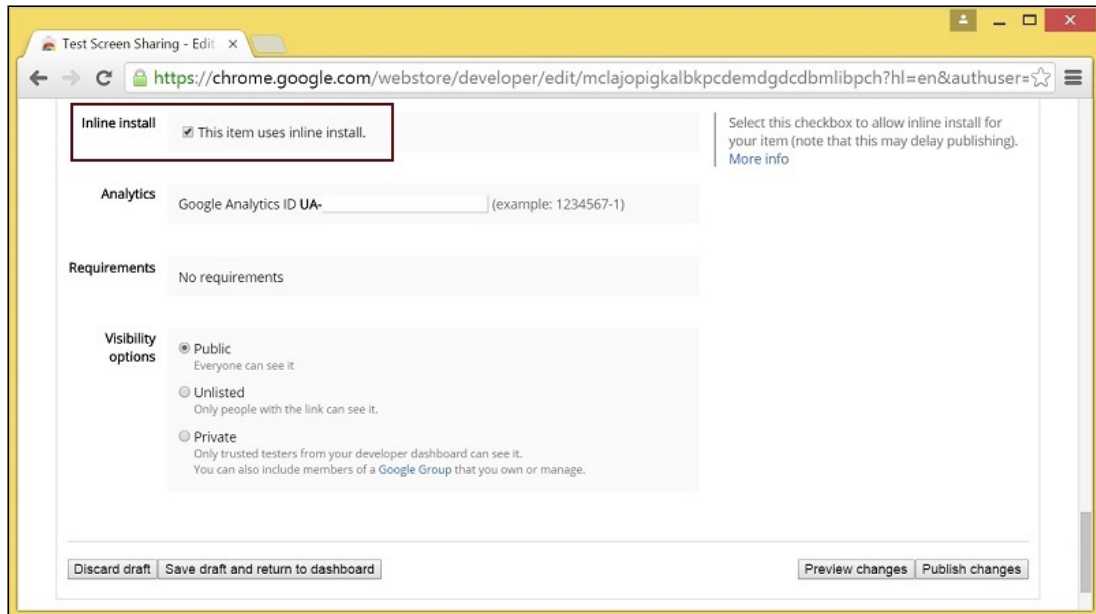 Test Screen Sharing - Edit
https://chrome.google.com/webstore/developer/edit/mclajopigkalbkpcdemdgdcdbmlibpch?hl=en&authuser=
Inline install
This item uses inline install.
Select this checkbox to allow inline install for
your item (note that this may delay publishing).
More info
Analytics
Google Analytics ID UA- (example: 1234567-1)
Requirements
No requirements
Visibility
options
Public
Everyone can see it
Unlisted
Only people with the link can see it.
Private
Only trusted testers from your developer dashboard can see it.
You can also include members of a Google Group that you own or manage.
Discard draft Save draft and return to dashboard Preview changes Publish changes